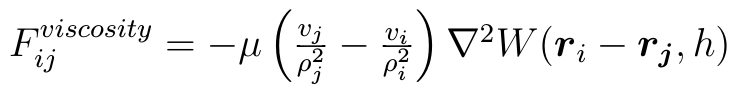 $F_{ij}^{viscosity} = -\mu \left( \frac{v_j}{\rho_j^2} - \frac{v_i}{\rho_i^2} \right) \nabla^2 W(\boldsymbol{r}_i - \boldsymbol{r_j}, h)$